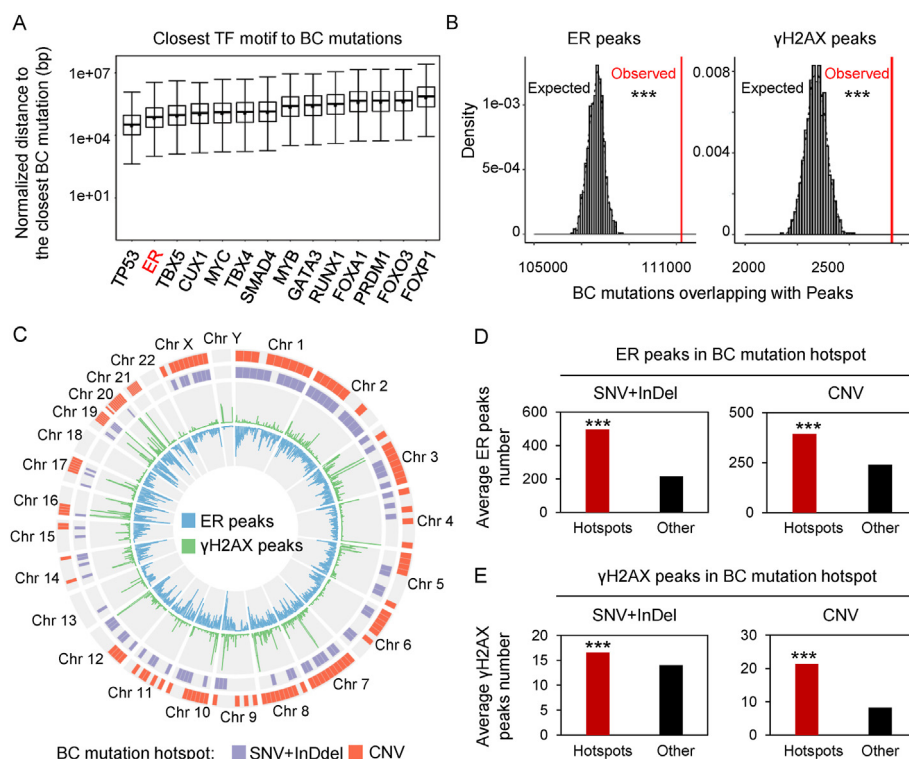 A
Closest TF motif to BC mutations
Normalized distance to
the closest BC mutation (bp)
1e+07
1e+04
1e+01
TP53
ER
TBX5
CUX1
MYC
TBX4
SMAD4
MYB
GATA3
RUNX1
FOXA1
PRDM1
FOXO3
FOXP1
B
ER peaks
γH2AX peaks
Density
1e-03
5e-04
0
Expected
Observed
***
105000
111000
0.008
0.004
0
Expected
Observed
***
2000
2500
BC mutations overlapping with Peaks
C
Chr 1
Chr 2
Chr 3
Chr 4
Chr 5
Chr 6
Chr 7
Chr 8
Chr 9
Chr 10
Chr 11
Chr 12
Chr 13
Chr 14
Chr 15
Chr 16
Chr 17
Chr 18
Chr 19
Chr 20
Chr 21
Chr 22
Chr X
Chr Y
ER peaks
γH2AX peaks
BC mutation hotspot: SNV+InDdel CNV
D
ER peaks in BC mutation hotspot
SNV+InDel
CNV
Average ER peaks
number
600
400
200
0
***
Hotspots Other
500
250
0
***
Hotspots Other
E
γH2AX peaks in BC mutation hotspot
SNV+InDel
CNV
Average γH2AX
peaks number
20
15
10
5
0
***
Hotspots Other
30
20
10
0
***
Hotspots Other